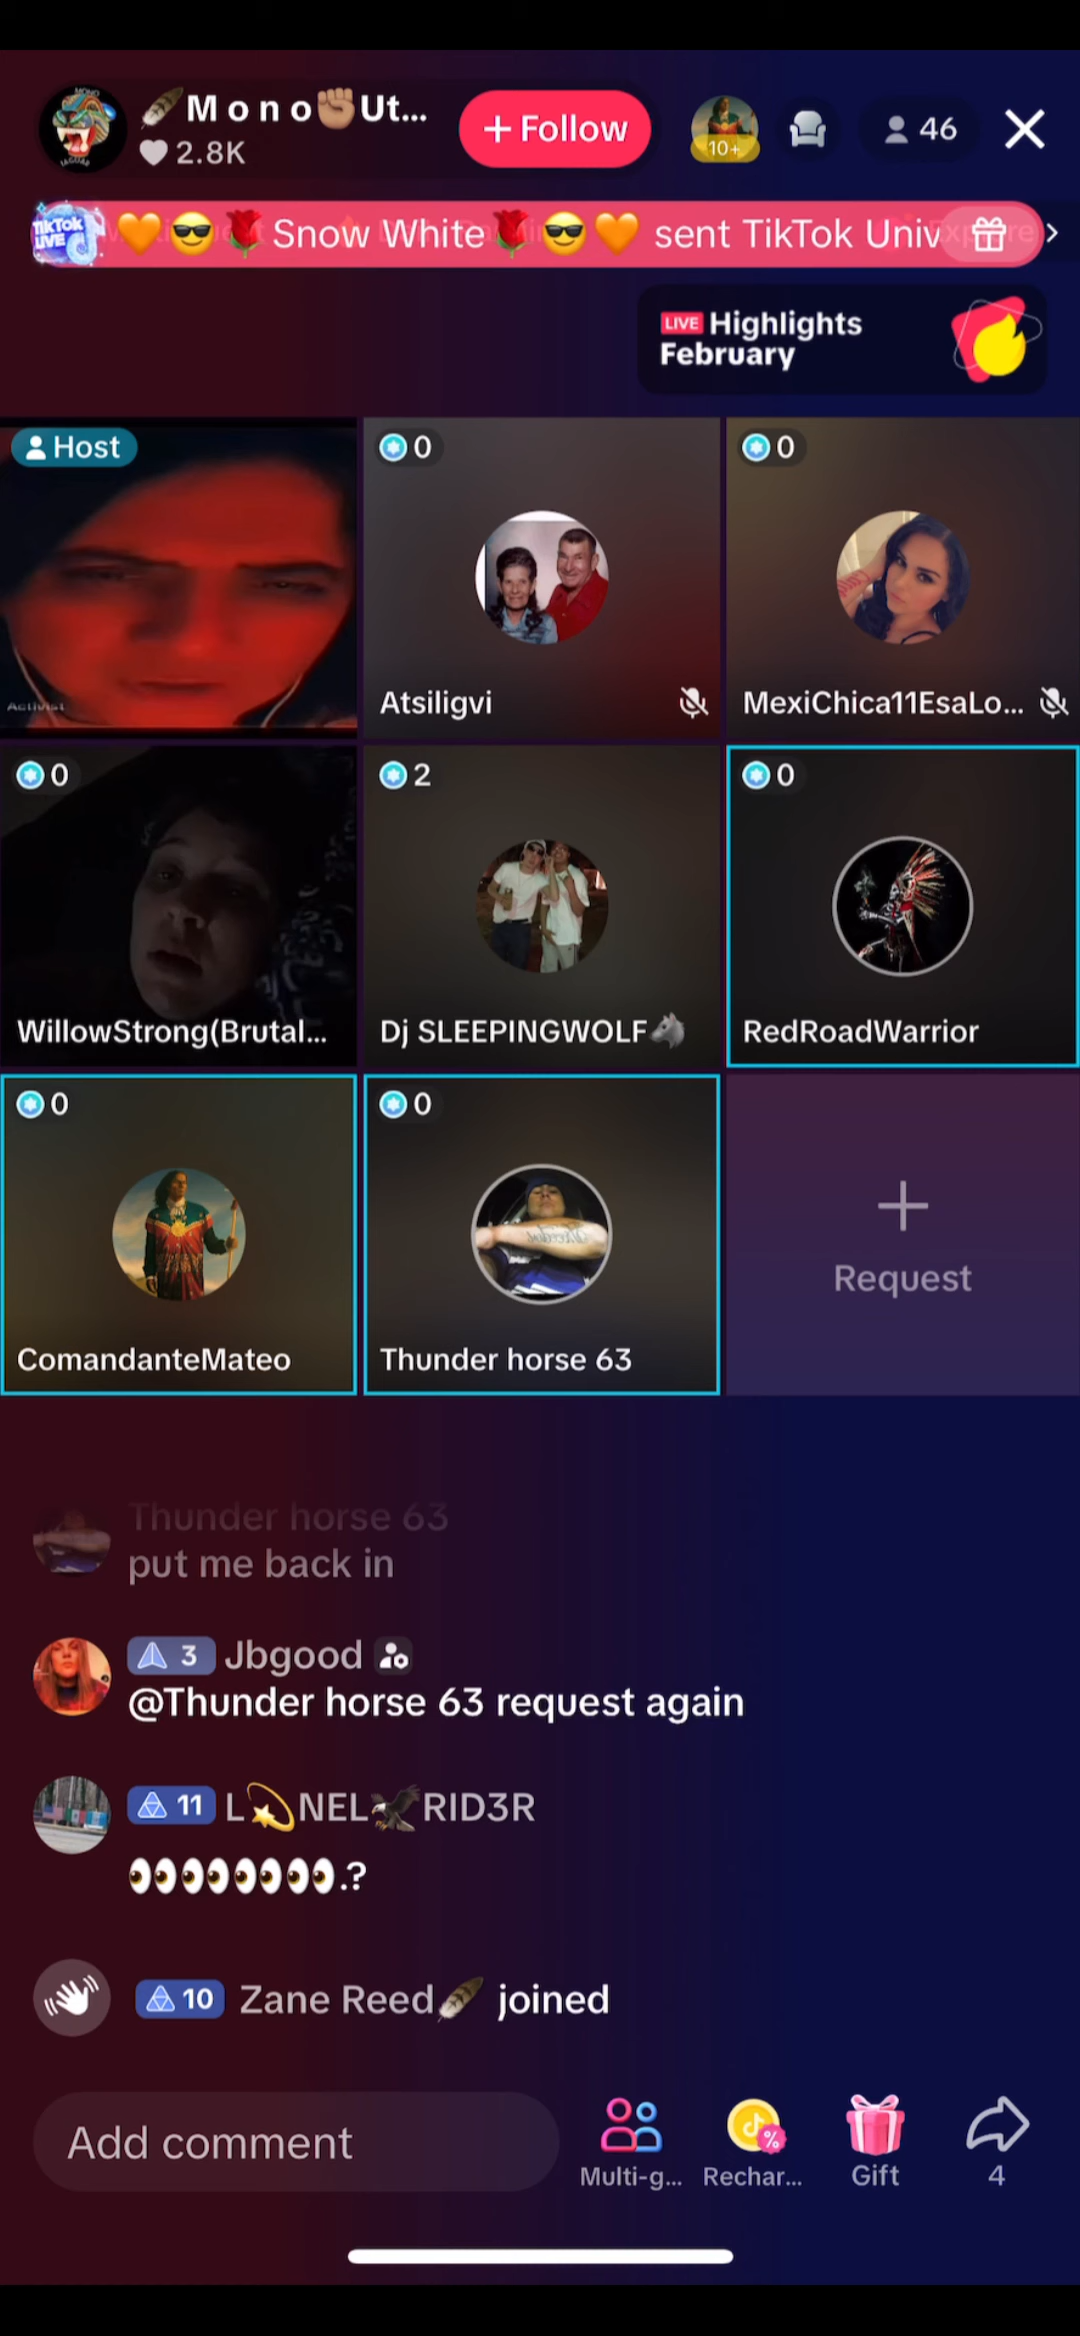 🪶M o n o✊🏽Ut...
2.8K
+ Follow
10+
46
TikTok LIVE 🧡😎🌹 Snow White🌹😎🧡 sent TikTok Univ
LIVE Highlights
February
Host
Activist
0
Atsiligvi
0
MexiChica11EsaLo...
0
WillowStrong(Brutal...
2
Dj SLEEPINGWOLF🐺
0
RedRoadWarrior
0
ComandanteMateo
0
Thunder horse 63
Request
Thunder horse 63
put me back in
3 Jbgood
@Thunder horse 63 request again
11 L💫NEL🦅RID3R
👀👀👀👀.?
10 Zane Reed🪶 joined
Add comment
Multi-g...
Rechar...
Gift
4